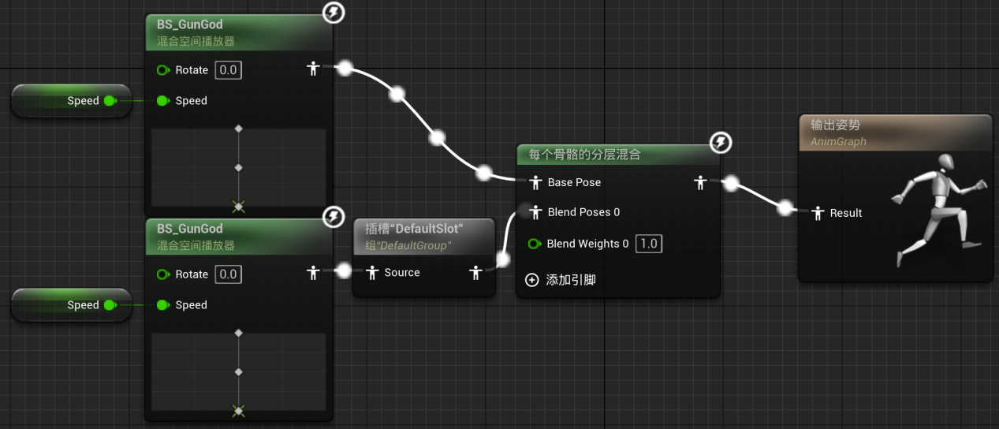 BS_GunGod
混合空间播放器
Rotate 0.0
Speed
Speed
BS_GunGod
混合空间播放器
Rotate 0.0
Speed
Speed
插槽“DefaultSlot”
组“DefaultGroup”
Source
每个骨骼的分层混合
Base Pose
Blend Poses 0
Blend Weights 0 1.0
添加引脚
输出姿势
AnimGraph
Result